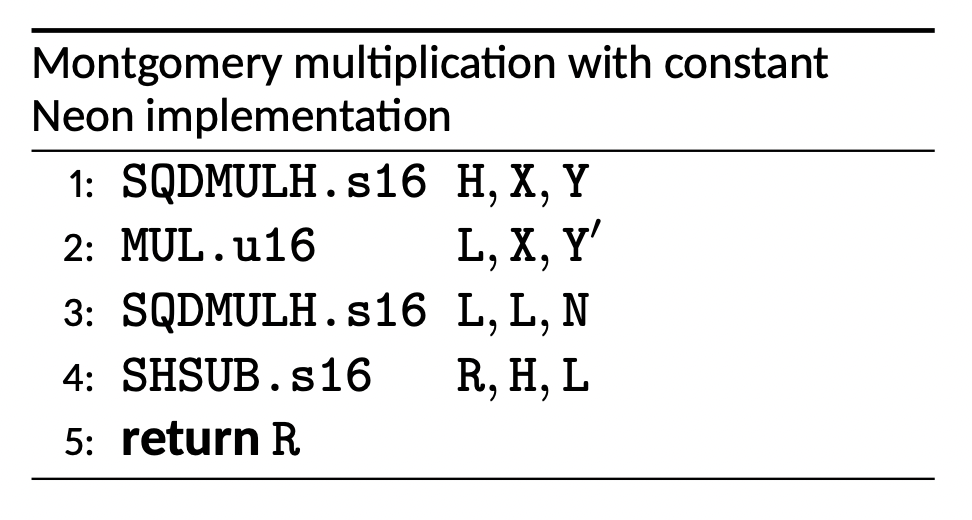 Montgomery multiplication with constant
Neon implementation
1: SQDMULH.s16 H, X, Y
2: MUL.u16 L, X, Y′
3: SQDMULH.s16 L, L, N
4: SHSUB.s16 R, H, L
5: return R